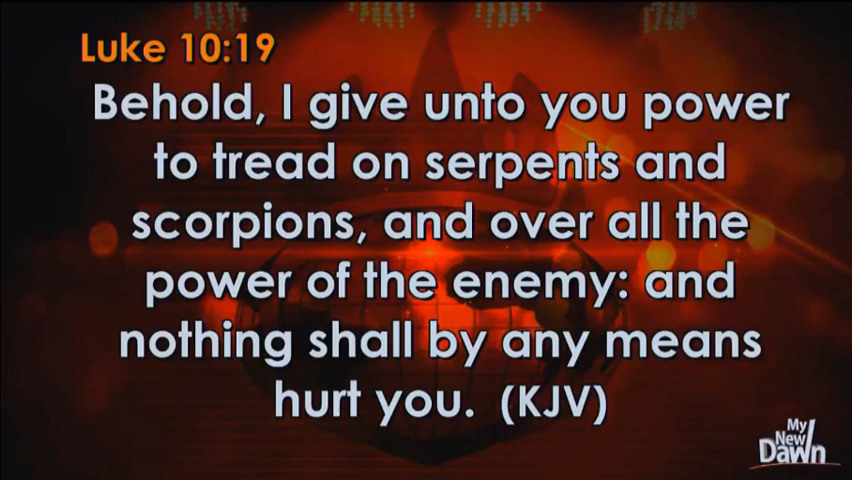 Luke 10:19
Behold, I give unto you power
to tread on serpents and
scorpions, and over all the
power of the enemy: and
nothing shall by any means
hurt you. (KJV)
My
New
Dawn